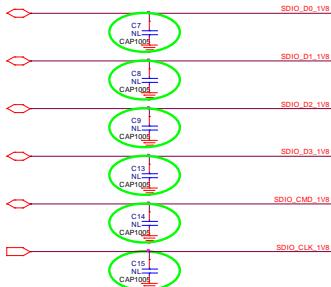 SDIO_D0_1V8
C7
NL
CAP1005
SDIO_D1_1V8
C8
NL
CAP1005
SDIO_D2_1V8
C9
NL
CAP1005
SDIO_D3_1V8
C13
NL
CAP1005
SDIO_CMD_1V8
C14
NL
CAP1005
SDIO_CLK_1V8
C15
NL
CAP1005